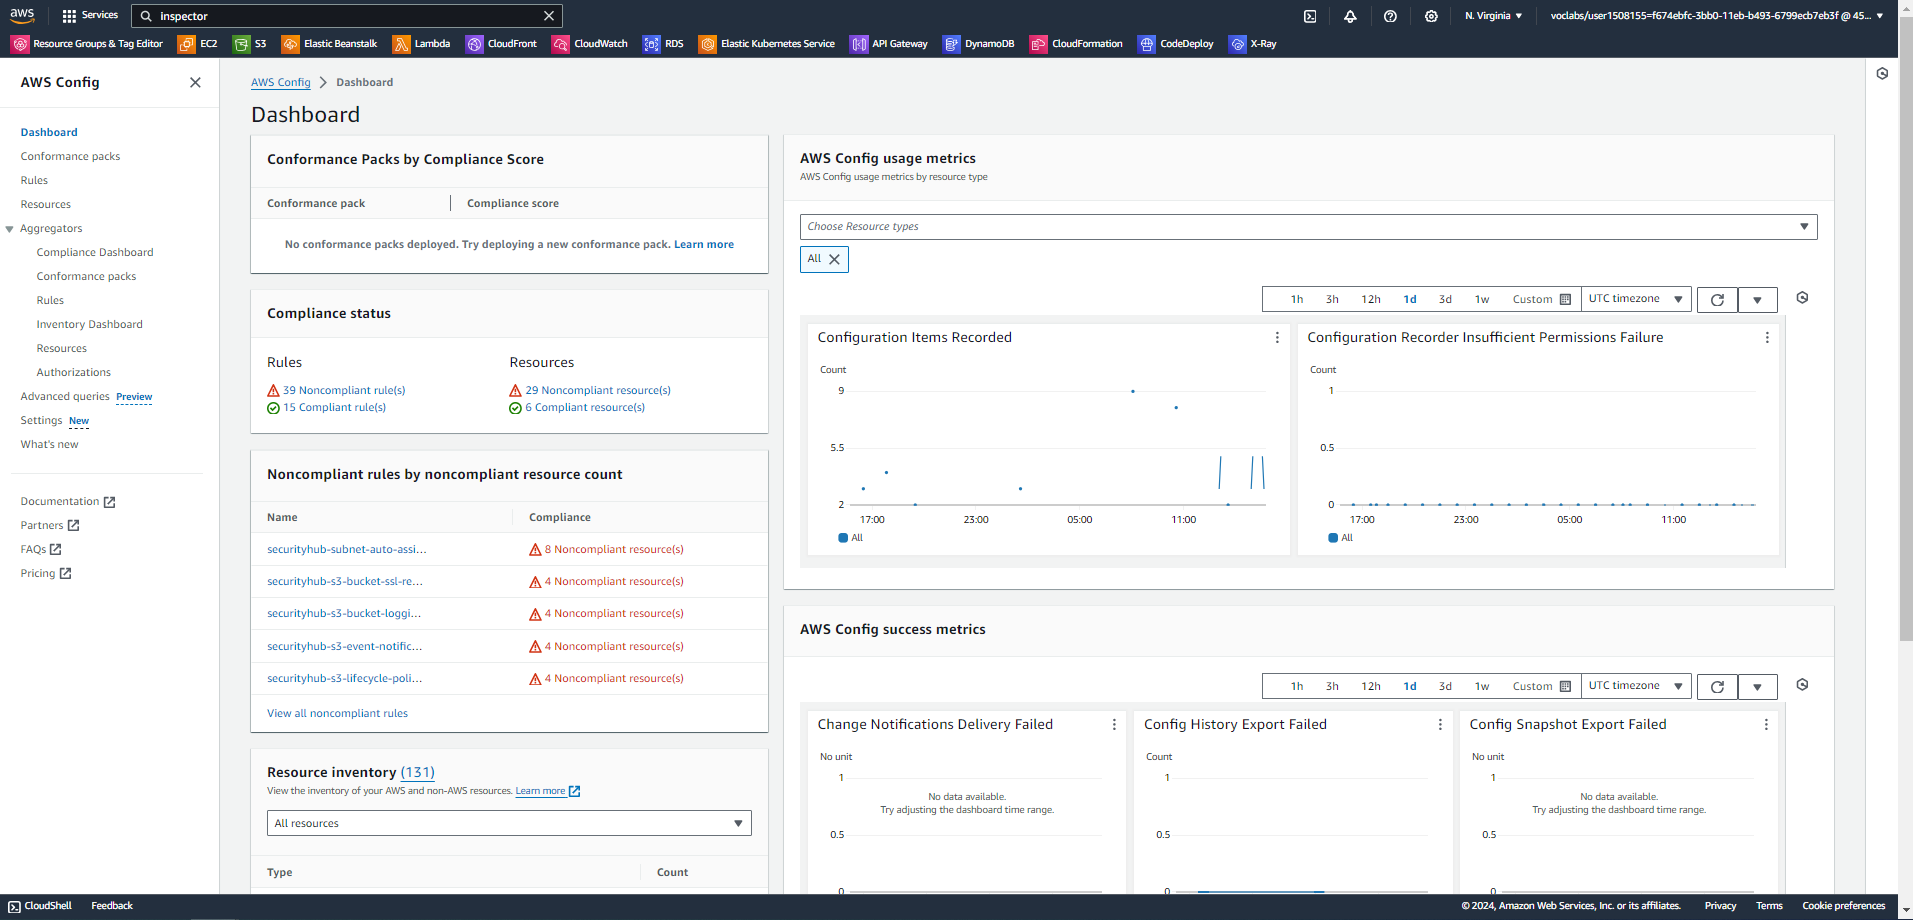 aws
Services
inspector
N. Virginia
voclabs/user1508155=f674ebfc-3bb0-11eb-b493-6799ecb7eb3f @ 45...
Resource Groups & Tag Editor
EC2
S3
Elastic Beanstalk
Lambda
CloudFront
CloudWatch
RDS
Elastic Kubernetes Service
API Gateway
DynamoDB
CloudFormation
CodeDeploy
X-Ray
AWS Config
Dashboard
Conformance packs
Rules
Resources
Aggregators
Compliance Dashboard
Conformance packs
Rules
Inventory Dashboard
Resources
Authorizations
Advanced queries Preview
Settings New
What's new
Documentation
Partners
FAQs
Pricing
AWS Config > Dashboard
Dashboard
Conformance Packs by Compliance Score
Conformance pack
Compliance score
No conformance packs deployed. Try deploying a new conformance pack. Learn more
Compliance status
Rules
Resources
39 Noncompliant rule(s)
29 Noncompliant resource(s)
15 Compliant rule(s)
6 Compliant resource(s)
Noncompliant rules by noncompliant resource count
Name
Compliance
securityhub-subnet-auto-assi...
8 Noncompliant resource(s)
securityhub-s3-bucket-ssl-re...
4 Noncompliant resource(s)
securityhub-s3-bucket-loggi...
4 Noncompliant resource(s)
securityhub-s3-event-notific...
4 Noncompliant resource(s)
securityhub-s3-lifecycle-poli...
4 Noncompliant resource(s)
View all noncompliant rules
Resource inventory (131)
View the inventory of your AWS and non-AWS resources. Learn more
All resources
Type
Count
AWS Config usage metrics
AWS Config usage metrics by resource type
Choose Resource types
All
1h
3h
12h
1d
3d
1w
Custom
UTC timezone
Configuration Items Recorded
Count
9
5.5
2
17:00
23:00
05:00
11:00
All
Configuration Recorder Insufficient Permissions Failure
Count
1
0.5
0
17:00
23:00
05:00
11:00
All
AWS Config success metrics
1h
3h
12h
1d
3d
1w
Custom
UTC timezone
Change Notifications Delivery Failed
No unit
1
No data available.
Try adjusting the dashboard time range.
0.5
0
Config History Export Failed
Count
1
0.5
0
Config Snapshot Export Failed
No unit
1
No data available.
Try adjusting the dashboard time range.
0.5
0
CloudShell
Feedback
© 2024, Amazon Web Services, Inc. or its affiliates.
Privacy
Terms
Cookie preferences